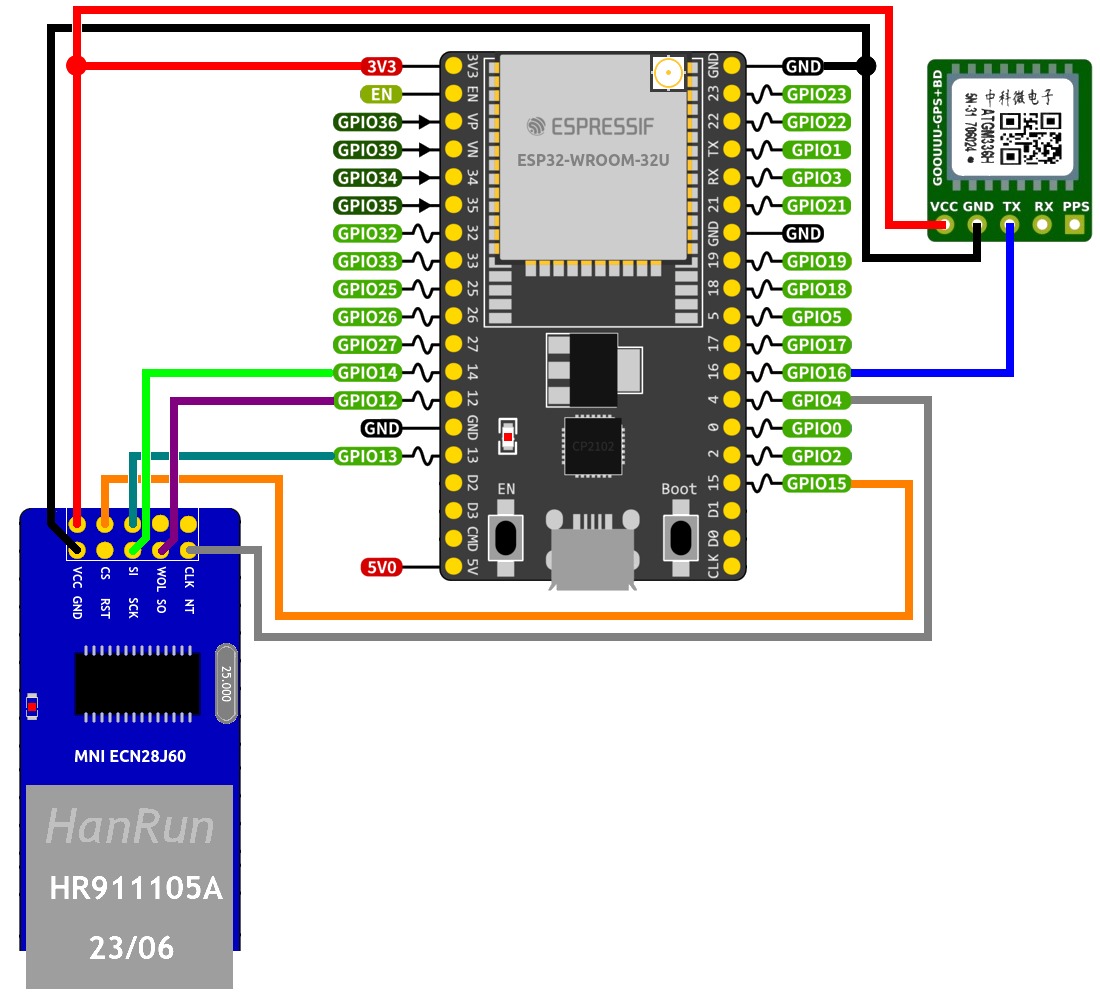 3V3
EN
GPIO36
GPIO39
GPIO34
GPIO35
GPIO32
GPIO33
GPIO25
GPIO26
GPIO27
GPIO14
GPIO12
GND
GPIO13
5V0
3V3
EN
VP
VN
34
35
32
33
25
26
27
14
12
GND
13
D2
D3
CMD
5V
ESPRESSIF
ESP32-WROOM-32U
CP2102
EN
Boot
GND
23
22
TX
RX
21
GND
19
18
5
17
16
4
0
2
15
D1
D0
CLK
GND
GPIO23
GPIO22
GPIO1
GPIO3
GPIO21
GND
GPIO19
GPIO18
GPIO5
GPIO17
GPIO16
GPIO4
GPIO0
GPIO2
GPIO15
GOOUUU-GPS+BD
中科微电子
ATGM336H
5N-31 706024
VCC GND TX RX PPS
VCC GND
CS RST
SI SCK
WOL SO
CLK NT
25.000
MNI ECN28J60
HanRun
HR911105A
23/06